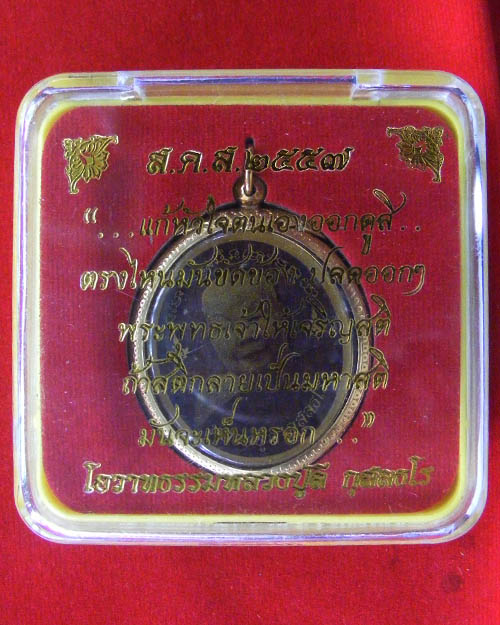 ส.ค.ส.๒๕๕๗
"...แก้หัวใจตนเองออกดูสิ..
ตรงไหนมันขัดข้อง ปลดออกๆ
พระพุทธเจ้าให้เจริญสติ
ถ้าสติกลายเป็นมหาสติ
มันจะเห็นหรอก..."
โอวาทธรรมหลวงปู่ลี กุสลธโร